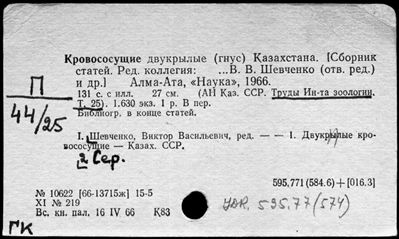 Кровососущие двукрылые (гнус) Казахстана. [Сборник
статей. Ред. коллегия: ...В. В. Шевченко (отв. ред.)
и др.] Алма-Ата, «Наука», 1966.
131 с. с илл. 27 см. (АН Каз. ССР. Труды Ин-та зоологии.
Т. 25). 1.630 экз. 1 р. В пер.
Библиогр. в конце статей.
П
44/25
I. Шевченко, Виктор Васильевич, ред. — — 1. Двукрылые кро-
вососущие — Казах. ССР.
2 Сер.
595,771(584.6)+[016.3]
№ 10622 [66-13715ж] 15-5
XI № 219
Вс. кн. пал. 16 IV 66 К83
УДК. 595.77(574)
ГК